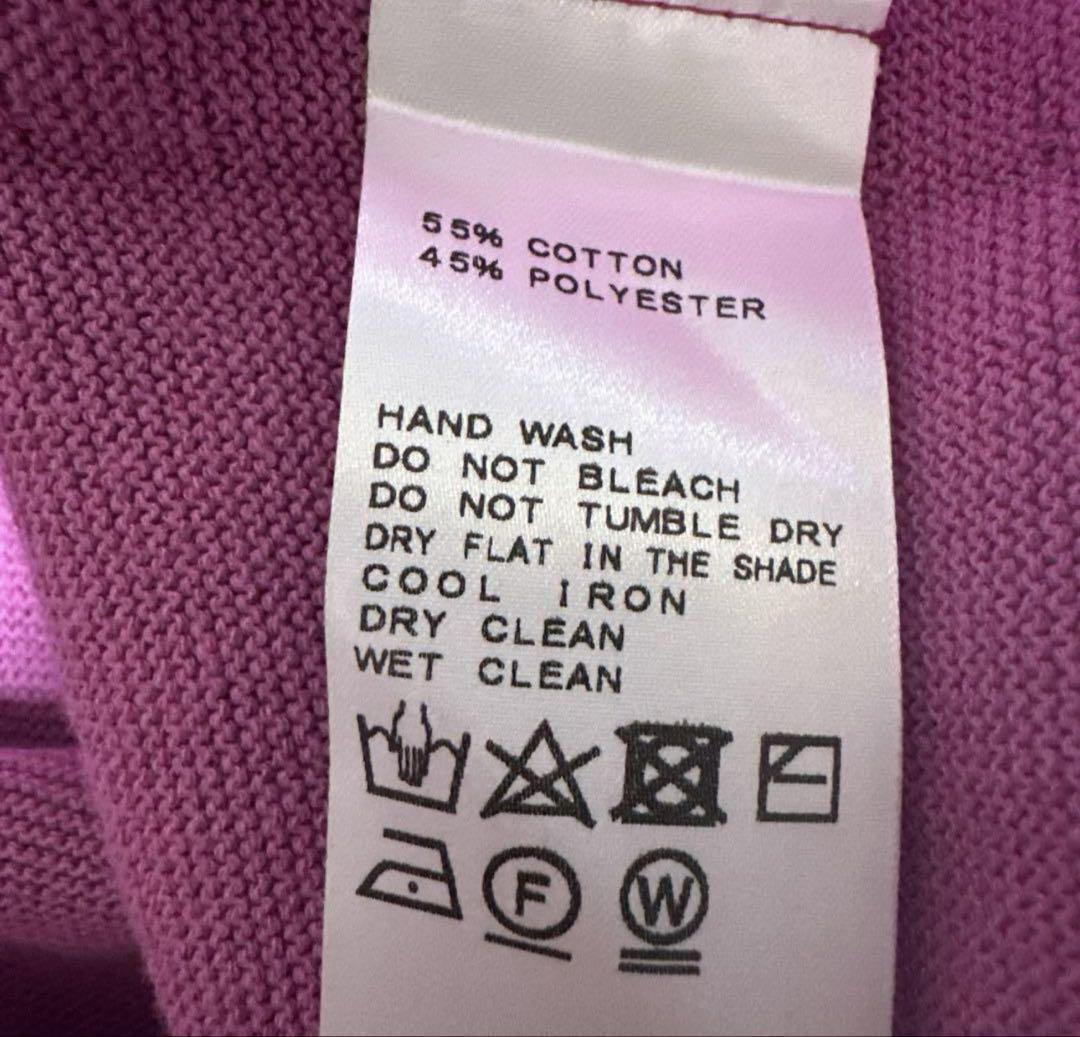 55% COTTON
45% POLYESTER
HAND WASH
DO NOT BLEACH
DO NOT TUMBLE DRY
DRY FLAT IN THE SHADE
COOL IRON
DRY CLEAN
WET CLEAN
F W